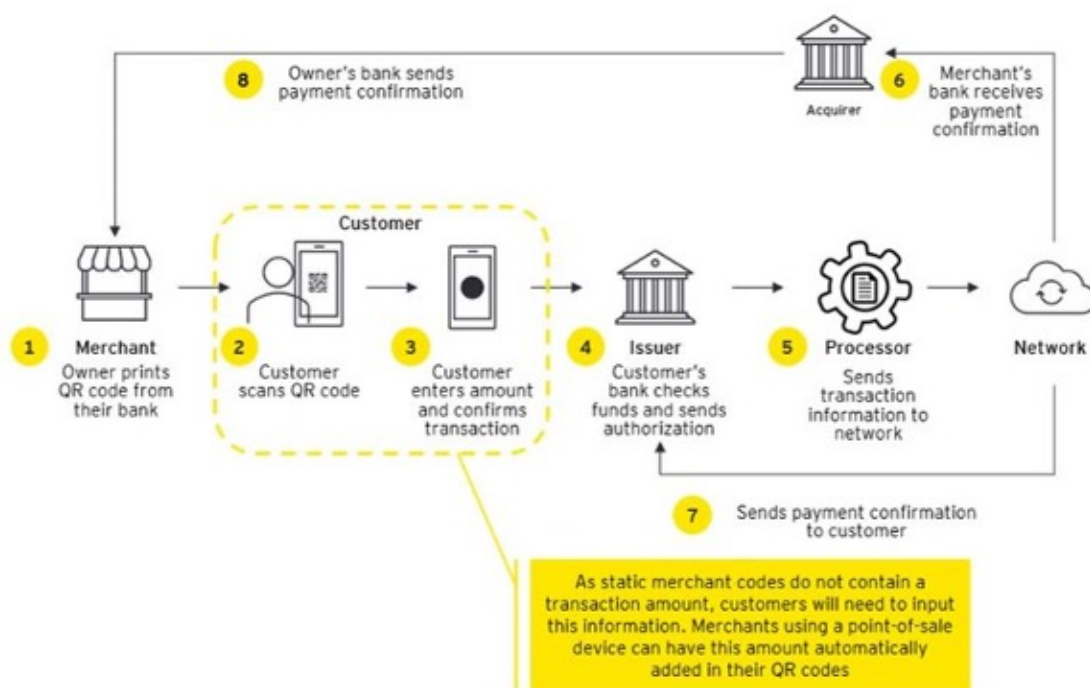 8
Owner's bank sends
payment confirmation
Acquirer
6
Merchant's
bank receives
payment
confirmation
Customer
1
Merchant
Owner prints
QR code from
their bank
2
Customer
scans QR code
3
Customer
enters amount
and confirms
transaction
4
Issuer
Customer's
bank checks
funds and sends
authorization
5
Processor
Sends
transaction
information to
network
Network
7
Sends payment confirmation
to customer
As static merchant codes do not contain a
transaction amount, customers will need to input
this information. Merchants using a point-of-sale
device can have this amount automatically
added in their QR codes